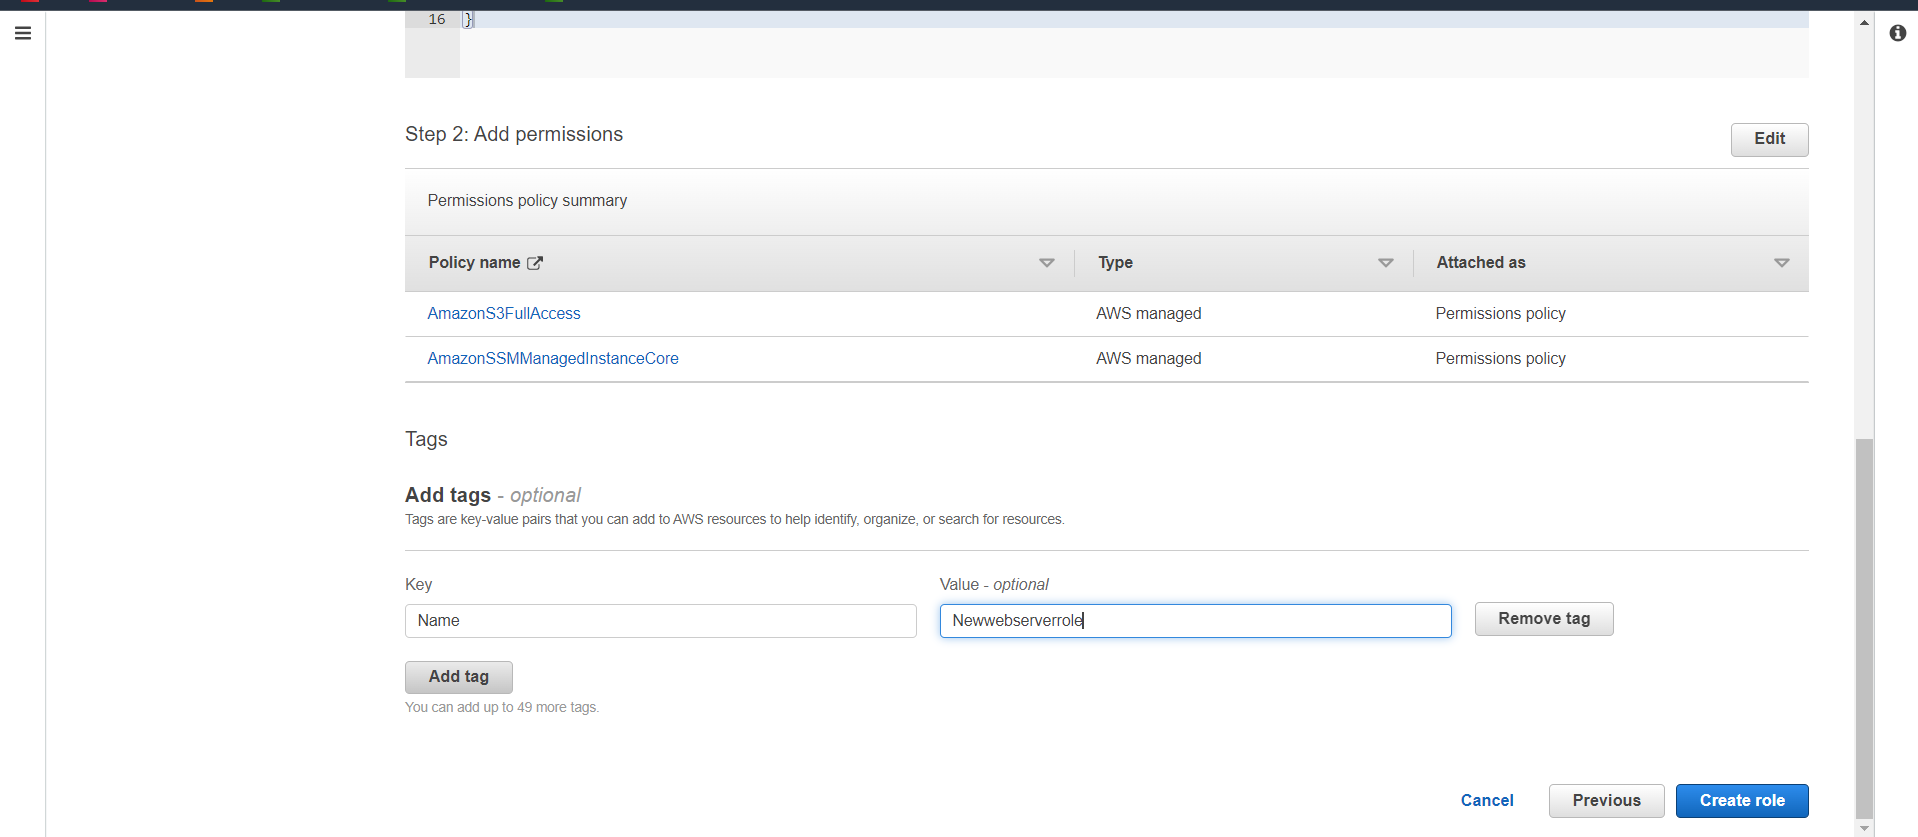 16 }
Step 2: Add permissions
Edit
Permissions policy summary
Policy name Type Attached as
AmazonS3FullAccess AWS managed Permissions policy
AmazonSSMManagedInstanceCore AWS managed Permissions policy
Tags
Add tags - optional
Tags are key-value pairs that you can add to AWS resources to help identify, organize, or search for resources.
Key Value - optional
Name Newwebserverrole Remove tag
Add tag
You can add up to 49 more tags.
Cancel Previous Create role